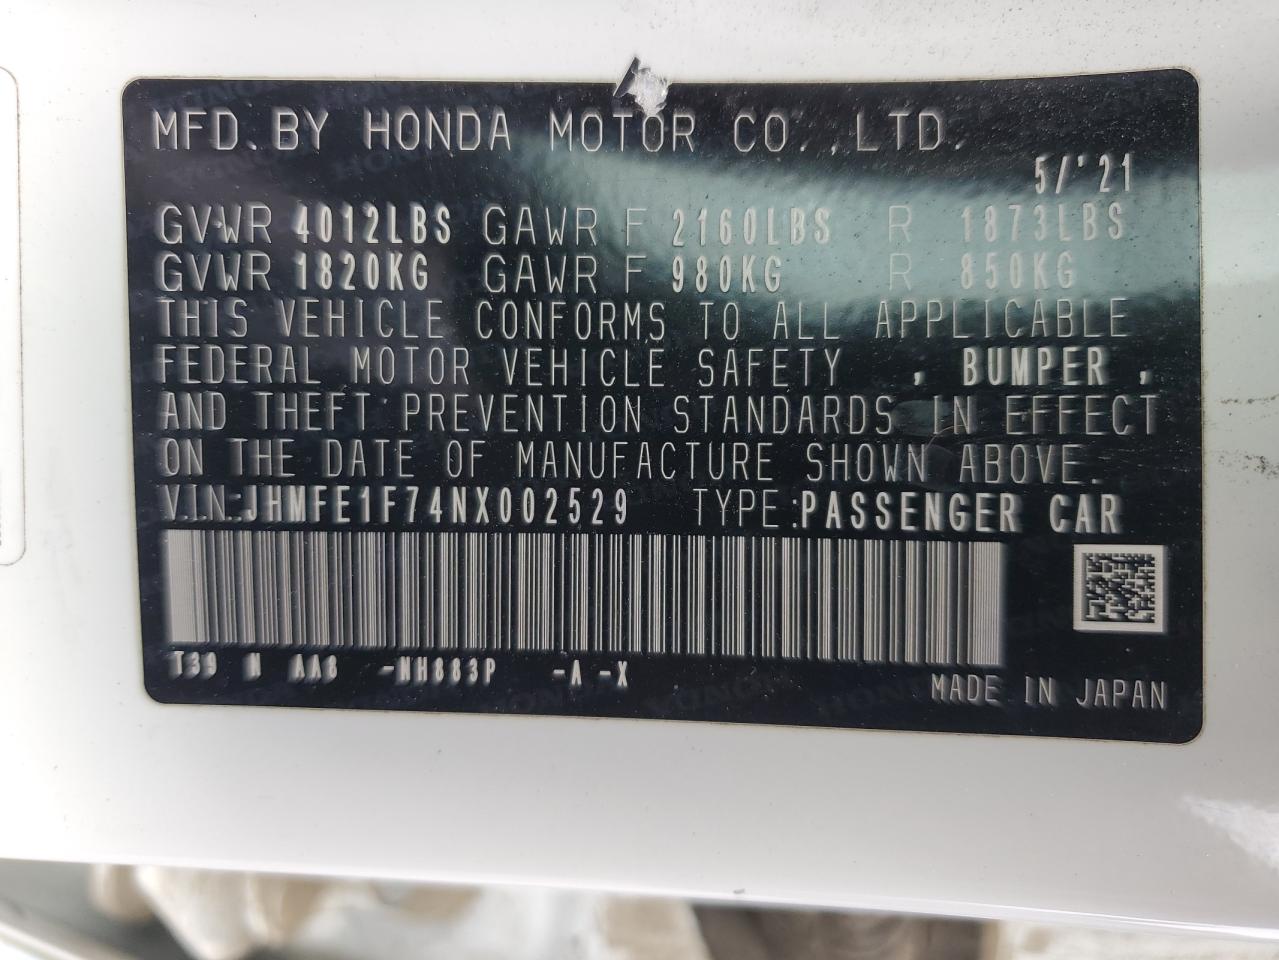 MFD. BY HONDA MOTOR CO.,LTD.
5/'21
GVWR 4012LBS GAWR F 2160LBS R 1873LBS
GVWR 1820KG GAWR F 980KG R 850KG
THIS VEHICLE CONFORMS TO ALL APPLICABLE
FEDERAL MOTOR VEHICLE SAFETY , BUMPER ,
AND THEFT PREVENTION STANDARDS IN EFFECT
ON THE DATE OF MANUFACTURE SHOWN ABOVE.
V.I.N.:JHMFE1F74NX002529 TYPE:PASSENGER CAR
T39 N AA8 -NH883P -A -X
MADE IN JAPAN